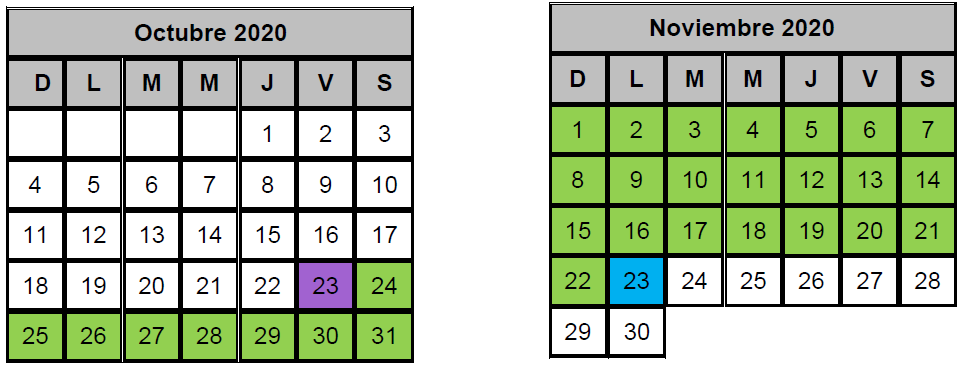 Octubre 2020
D L M M J V S
1 2 3
4 5 6 7 8 9 10
11 12 13 14 15 16 17
18 19 20 21 22 23 24
25 26 27 28 29 30 31
Noviembre 2020
D L M M J V S
1 2 3 4 5 6 7
8 9 10 11 12 13 14
15 16 17 18 19 20 21
22 23 24 25 26 27 28
29 30